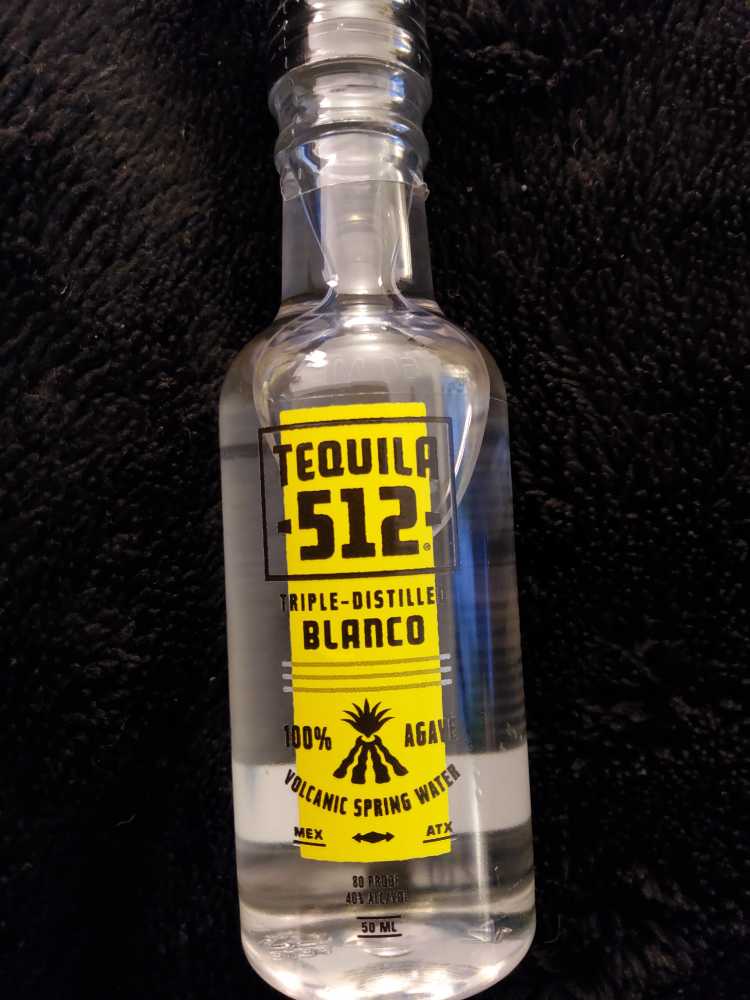 TEQUILA
-512-®
TRIPLE-DISTILLED
BLANCO
100% AGAVE
VOLCANIC SPRING WATER
MEX ATX
80 PROOF
40% ALC/VOL
50 ML